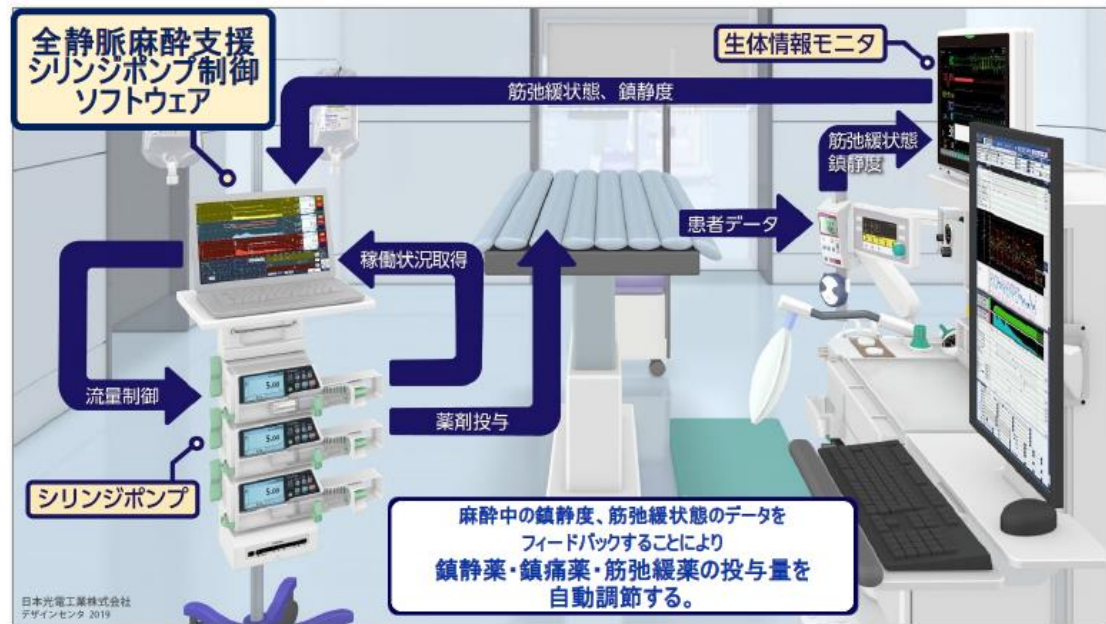 全静脈麻酔支援
シリンジポンプ制御
ソフトウェア
生体情報モニタ
筋弛緩状態、鎮静度
筋弛緩状態
鎮静度
患者データ
稼働状況取得
流量制御
薬剤投与
シリンジポンプ
5.00
5.00
5.00
麻酔中の鎮静度、筋弛緩状態のデータを
フィードバックすることにより
鎮静薬・鎮痛薬・筋弛緩薬の投与量を
自動調節する。
日本光電工業株式会社
デザインセンタ 2019